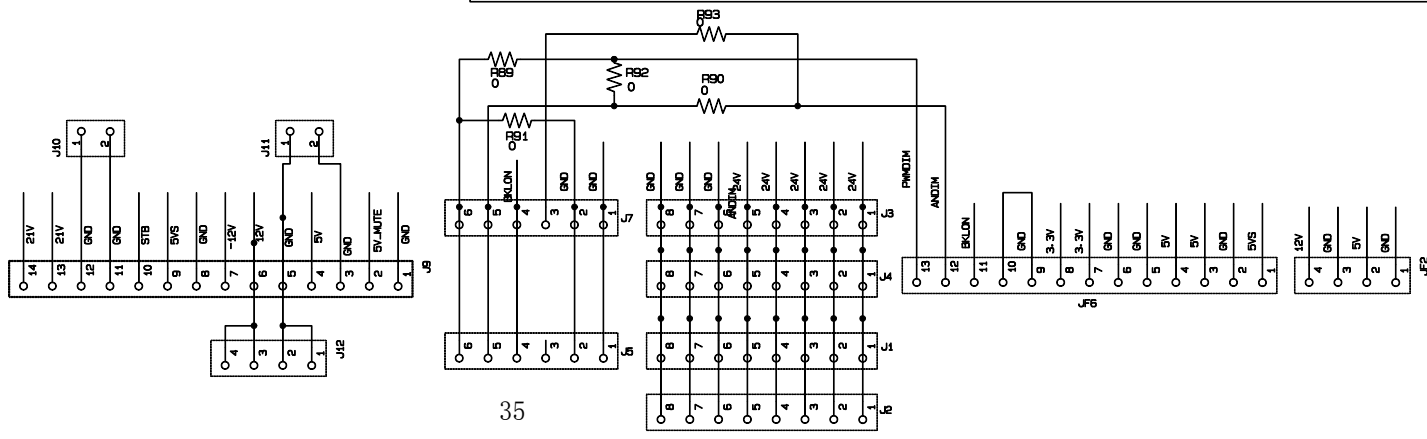 R93
0
R89
0
R92
0
R90
0
R91
0
J10
1
2
J11
1
2
21V
21V
GND
GND
STB
5VS
GND
-12V
12V
GND
5V
GND
5V_MUTE
GND
14
13
12
11
10
9
8
7
6
5
4
3
2
1
J9
4
3
2
1
J12
BKLON
GND
GND
6
5
4
3
2
1
J7
6
5
4
3
2
1
J5
GND
GND
GND
ANDIM
24V
24V
24V
24V
24V
8
7
6
5
4
3
2
1
J3
8
7
6
5
4
3
2
1
J4
8
7
6
5
4
3
2
1
J1
8
7
6
5
4
3
2
1
J2
PWMDIM
ANDIM
BKLON
GND
3.3V
3.3V
GND
GND
5V
5V
GND
5VS
13
12
11
10
9
8
7
6
5
4
3
2
1
JF6
12V
GND
5V
GND
4
3
2
1
JF2
35